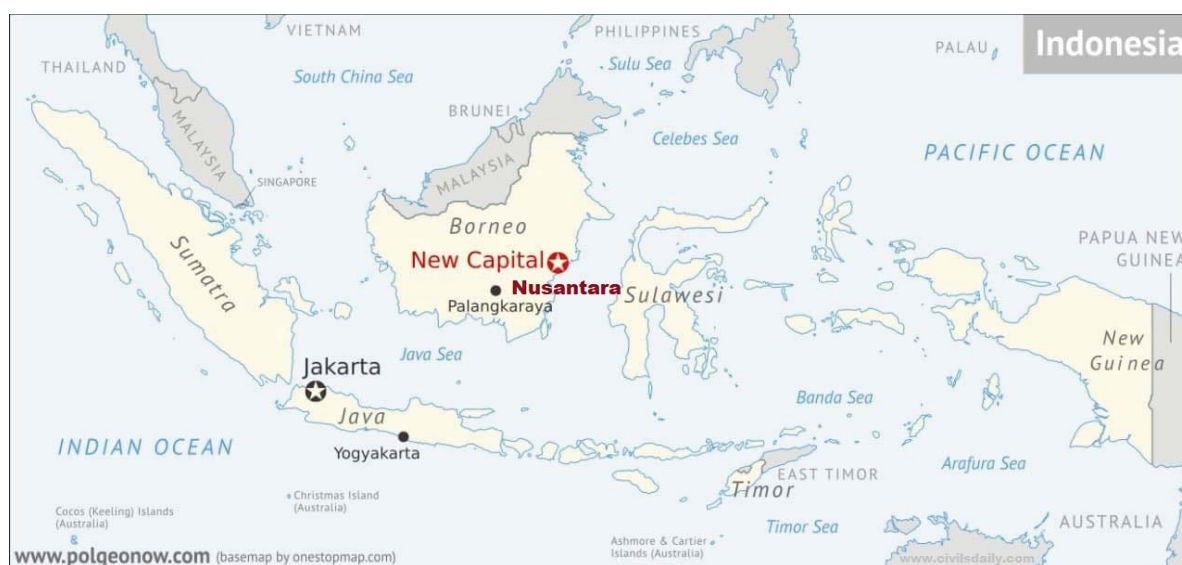 Indonesia
VIETNAM
PHILIPPINES
PALAU
THAILAND
South China Sea
Sulu Sea
BRUNEI
MALAYSIA
MALAYSIA
Celebes Sea
PACIFIC OCEAN
SINGAPORE
Borneo
Sumatra
New Capital
Nusantara
Palangkaraya
Sulawesi
PAPUA NEW
GUINEA
New
Guinea
Java Sea
Jakarta
Java
Yogyakarta
Banda Sea
INDIAN OCEAN
EAST TIMOR
Timor
Arafura Sea
Christmas Island
(Australia)
Cocos (Keeling) Islands
(Australia)
Timor Sea
AUSTRALIA
Ashmore & Cartier
Islands (Australia)
www.polgeonow.com (basemap by onestopmap.com)
www.civilsdaily.com